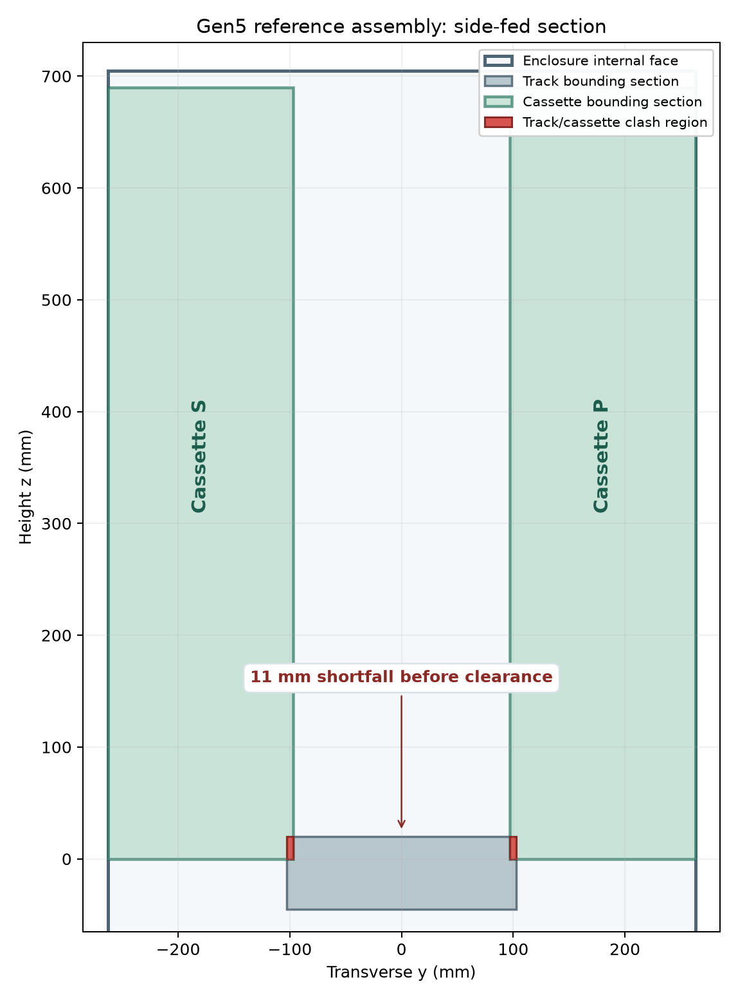 Gen5 reference assembly: side-fed section
Enclosure internal face
Track bounding section
Cassette bounding section
Track/cassette clash region
700
600
500
400
300
200
100
0
Height z (mm)
Cassette S
Cassette P
11 mm shortfall before clearance
−200
−100
0
100
200
Transverse y (mm)